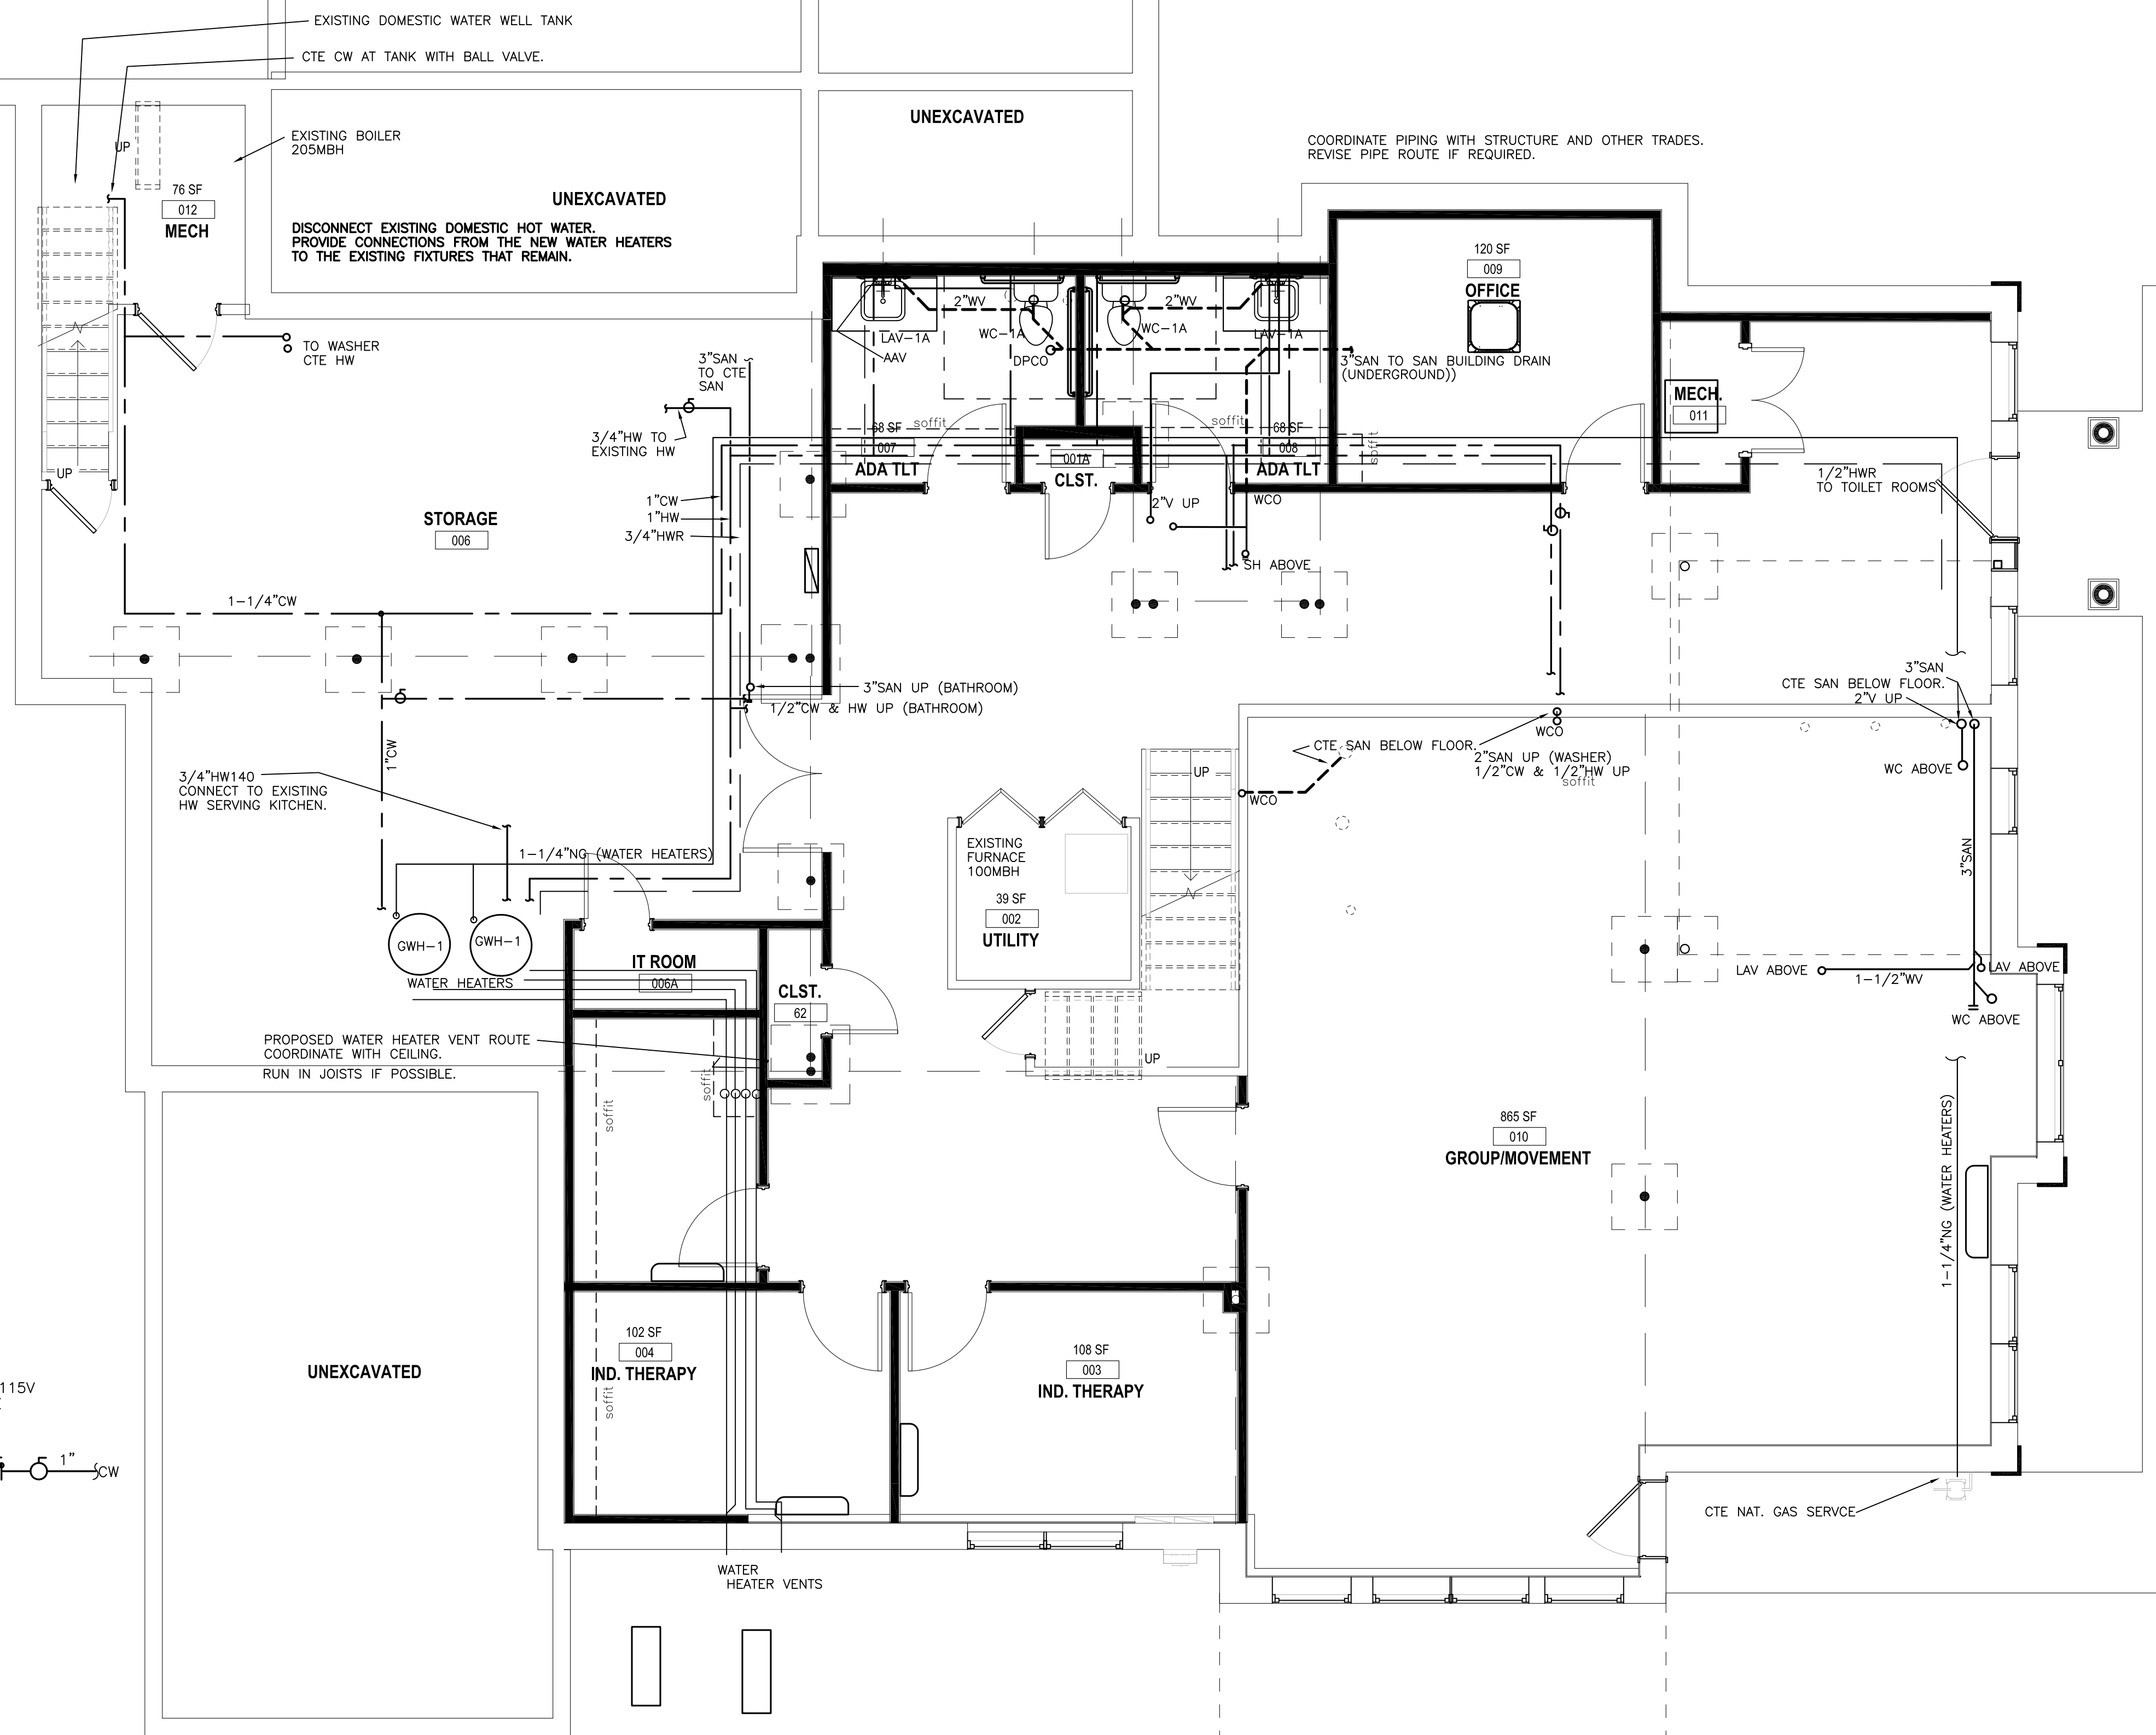 EXISTING DOMESTIC WATER WELL TANK
CTE CW AT TANK WITH BALL VALVE.
UP
EXISTING BOILER
205MBH
76 SF
012
MECH
UNEXCAVATED
UNEXCAVATED
DISCONNECT EXISTING DOMESTIC HOT WATER.
PROVIDE CONNECTIONS FROM THE NEW WATER HEATERS
TO THE EXISTING FIXTURES THAT REMAIN.
COORDINATE PIPING WITH STRUCTURE AND OTHER TRADES.
REVISE PIPE ROUTE IF REQUIRED.
120 SF
009
OFFICE
2"WV
2"WV
LAV-1A
WC-1A
WC-1A
LAV-1A
AAV
DPCO
3"SAN TO SAN BUILDING DRAIN
(UNDERGROUND))
TO WASHER
CTE HW
3"SAN
TO CTE
SAN
MECH.
011
3/4"HW TO
EXISTING HW
soffit
soffit
soffit
68 SF
007
ADA TLT
001A
CLST.
68 SF
008
ADA TLT
UP
1/2"HWR
TO TOILET ROOMS
1"CW
1"HW
3/4"HWR
2"V UP
WCO
STORAGE
006
SH ABOVE
1-1/4"CW
3"SAN UP (BATHROOM)
1/2"CW & HW UP (BATHROOM)
3"SAN
CTE SAN BELOW FLOOR.
2"V UP
1"CW
CTE SAN BELOW FLOOR.
WCO
2"SAN UP (WASHER)
1/2"CW & 1/2"HW UP
soffit
WC ABOVE
UP
WCO
3/4"HW140
CONNECT TO EXISTING
HW SERVING KITCHEN.
1-1/4"NG (WATER HEATERS)
EXISTING
FURNACE
100MBH
39 SF
002
UTILITY
3"SAN
GWH-1
GWH-1
WATER HEATERS
IT ROOM
006A
CLST.
62
LAV ABOVE
LAV ABOVE
1-1/2"WV
WC ABOVE
PROPOSED WATER HEATER VENT ROUTE
COORDINATE WITH CEILING.
RUN IN JOISTS IF POSSIBLE.
UP
soffit
soffit
865 SF
010
GROUP/MOVEMENT
1-1/4"NG (WATER HEATERS)
UNEXCAVATED
102 SF
004
IND. THERAPY
soffit
108 SF
003
IND. THERAPY
115V
1"
CW
CTE NAT. GAS SERVCE
WATER
HEATER VENTS